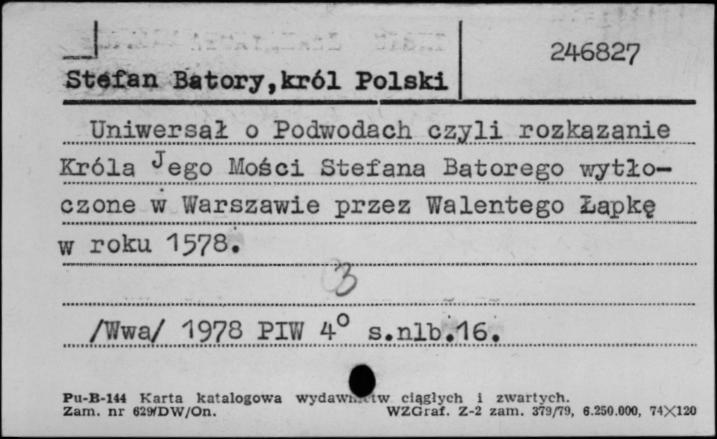 246827
Stefan Batory,król Polski
Uniwersał o Podwodach czyli rozkazanie
Króla Jego Mości Stefana Batorego wytło-
czone w Warszawie przez Walentego Łapkę
w roku 1578.
3
/Wwa/ 1978 PIW 4° s.nlb.16.
Pu-B-144 Karta katalogowa wydawnictw ciągłych i zwartych.
Zam. nr 629/DW/On. WZGraf. Z-2 zam. 379/79, 6.250.000, 74×120